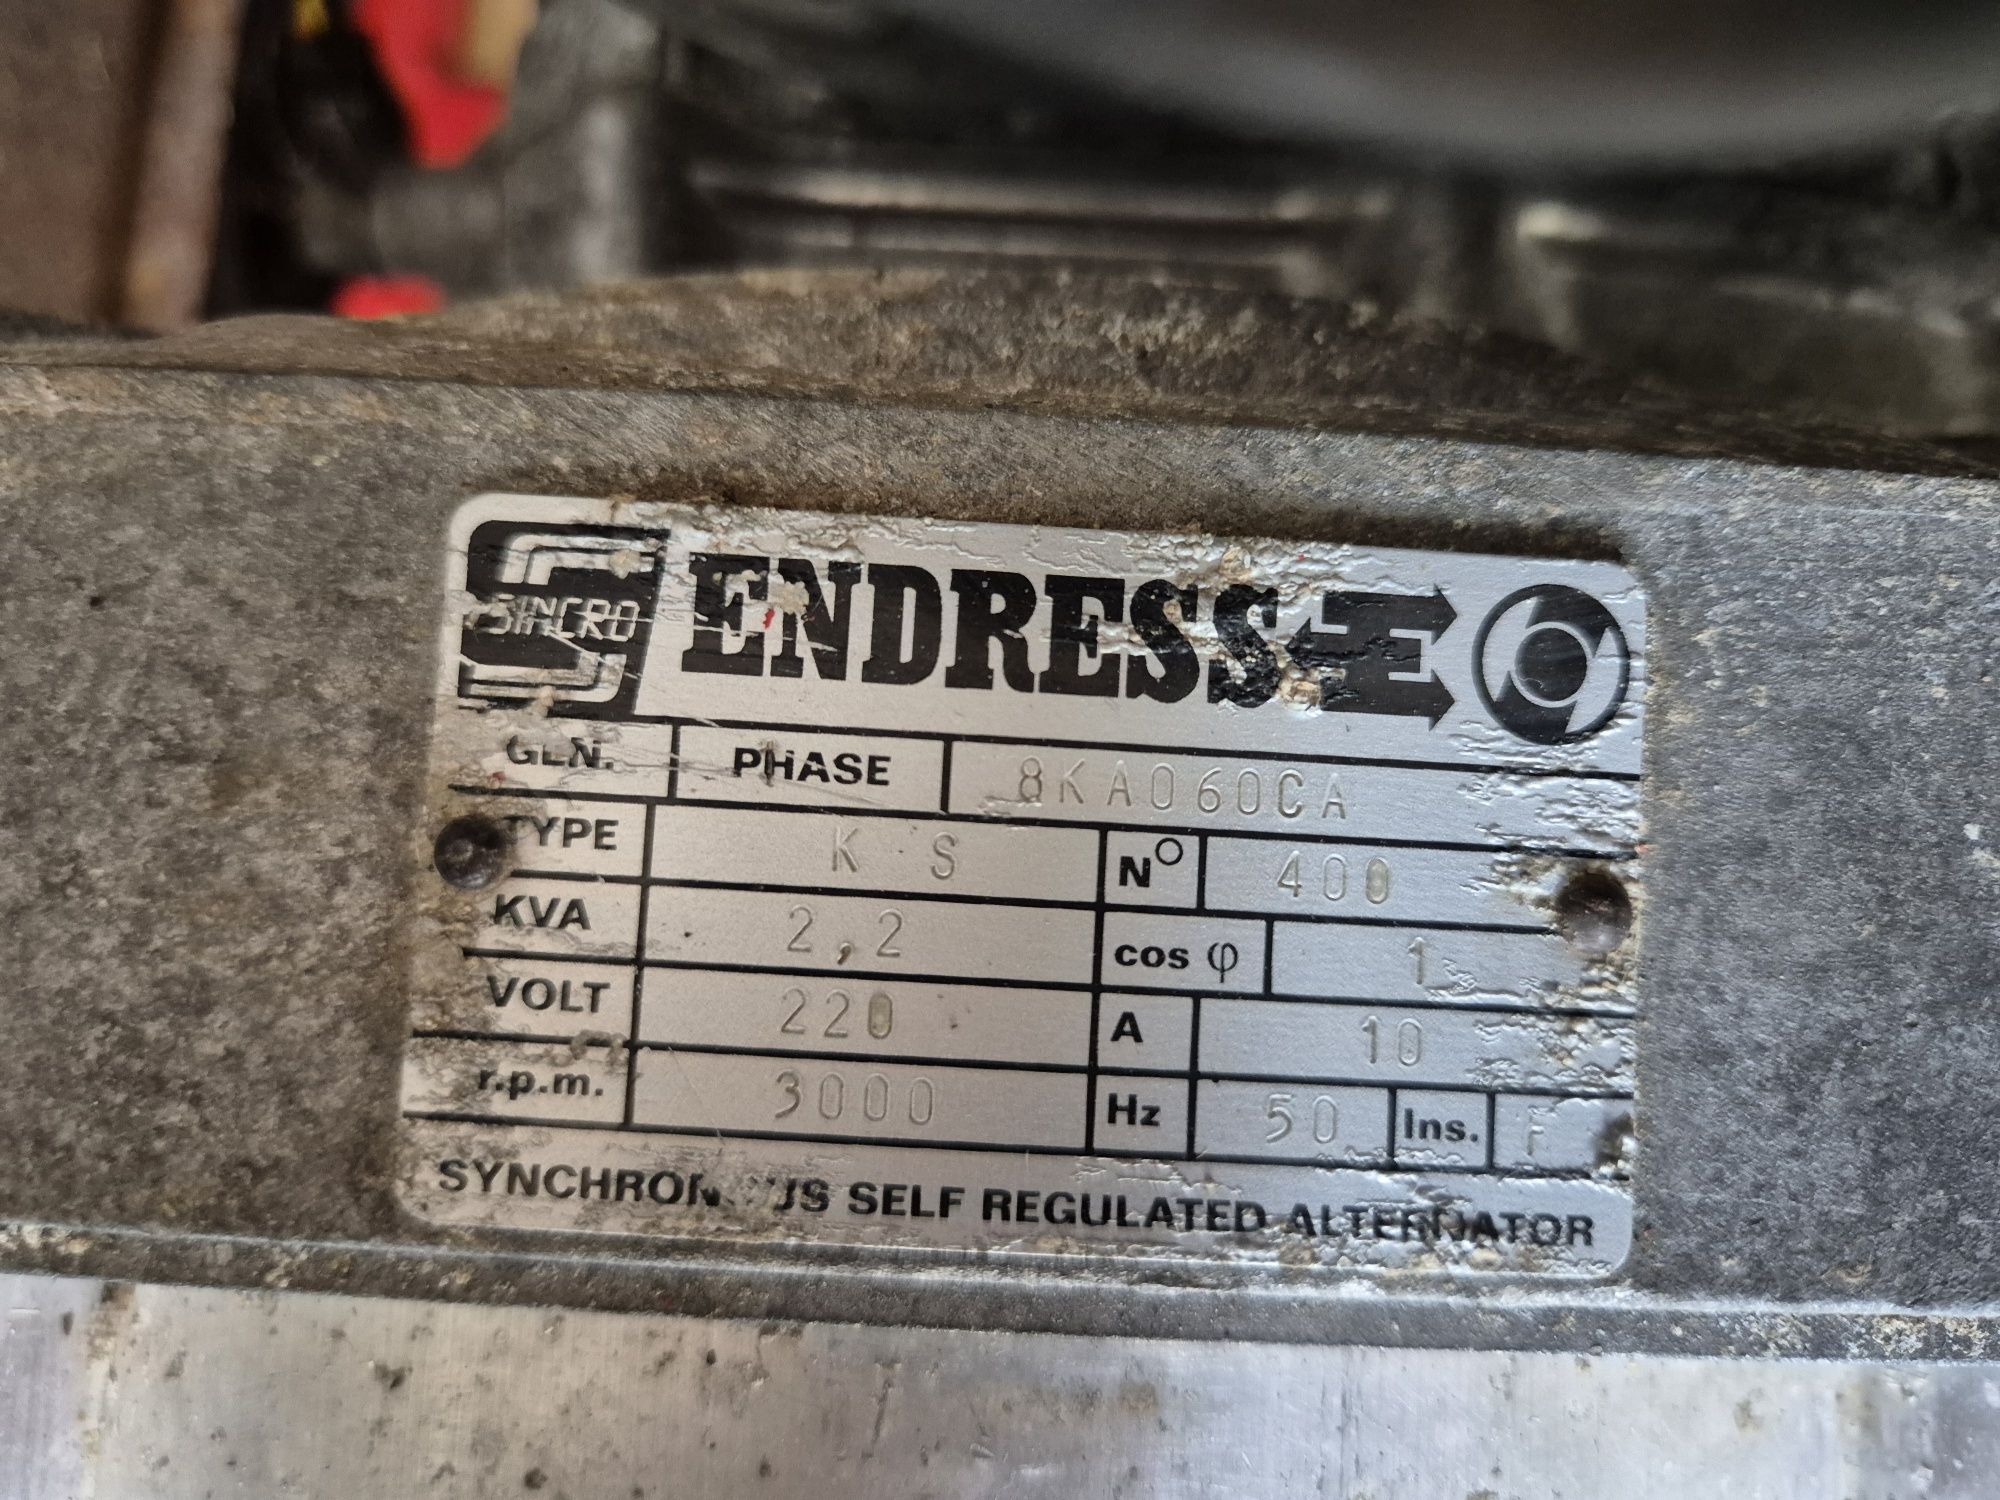 SINCRO ENDRESS E
GEN. PHASE 8KA060CA
TYPE K S N° 400
KVA 2,2 cos φ 1
VOLT 220 A 10
r.p.m. 3000 Hz 50 Ins. F
SYNCHRONOUS SELF REGULATED ALTERNATOR